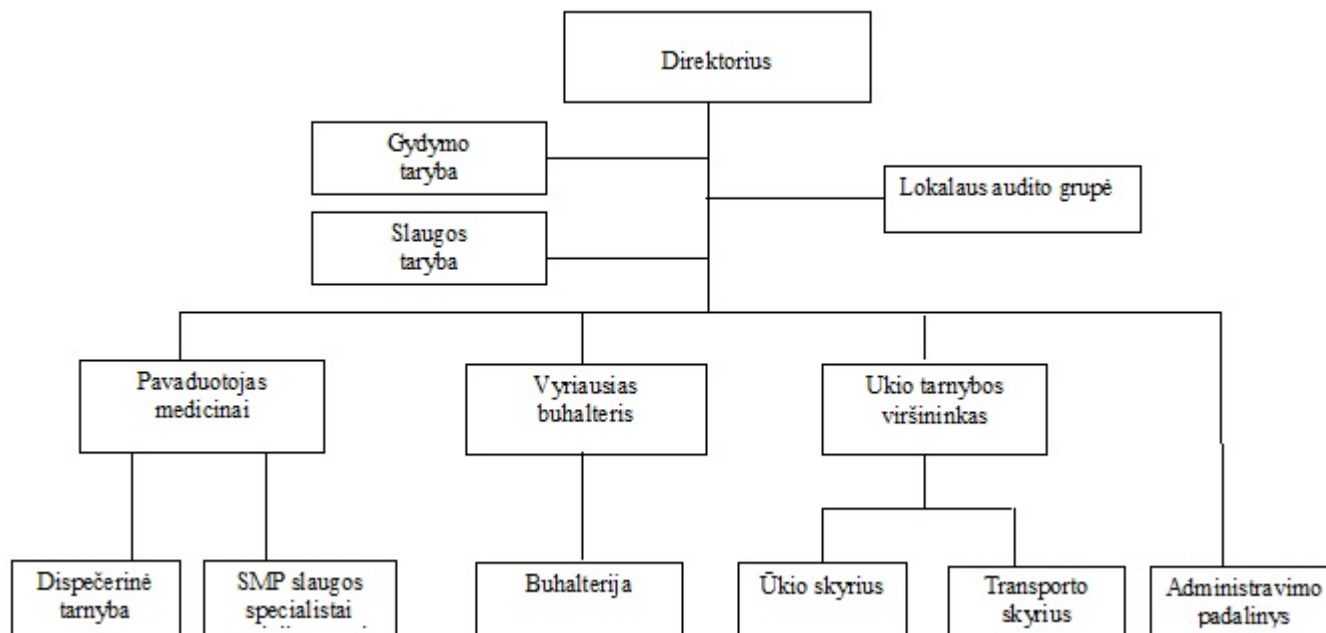 Direktorius
Gydymo
taryba
Lokalaus audito grupė
Slaugos
taryba
Pavaduotojas
medicinai
Vyriausias
buhalteris
Ukio tarnybos
viršininkas
Dispečerinė
tarnyba
SMP slaugos
specialistai
Buhalterija
Ūkio skyrius
Transporto
skyrius
Administravimo
padalinys